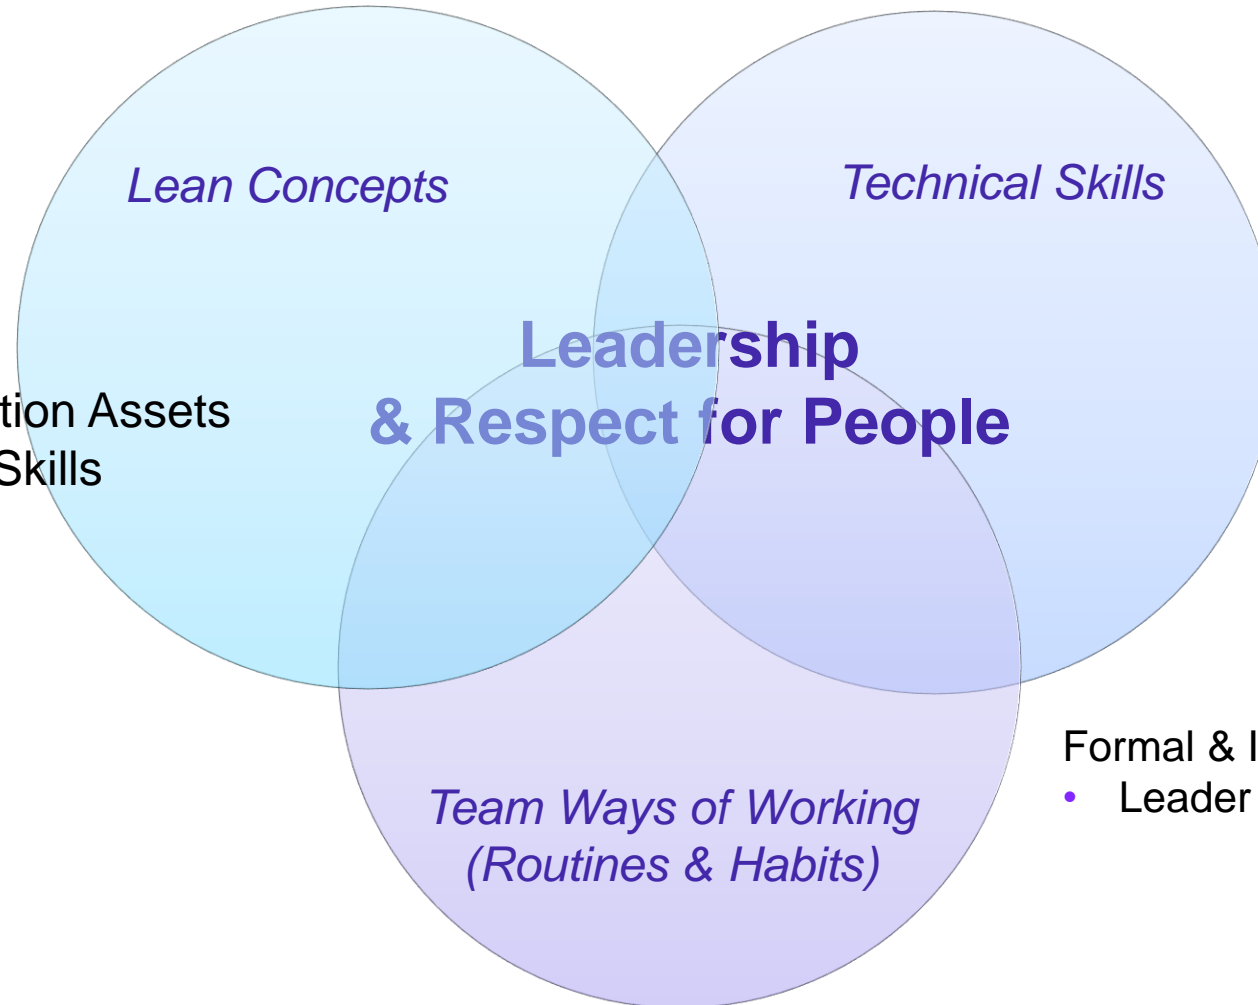 Lean Concepts
Technical Skills
Leadership
& Respect for People
tion Assets
Skills
Formal & I
• Leader
Team Ways of Working
(Routines & Habits)